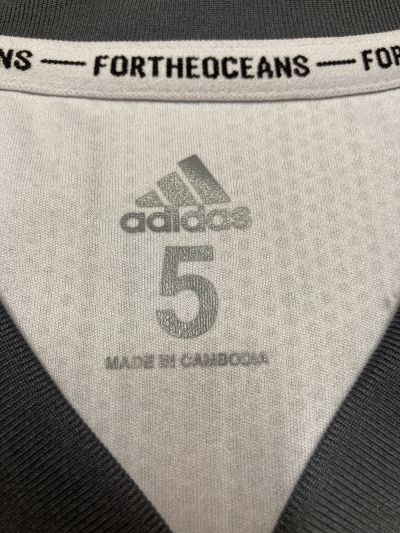 NS — FORTHEOCEANS — FOR
adidas
5
MADE IN CAMBODIA